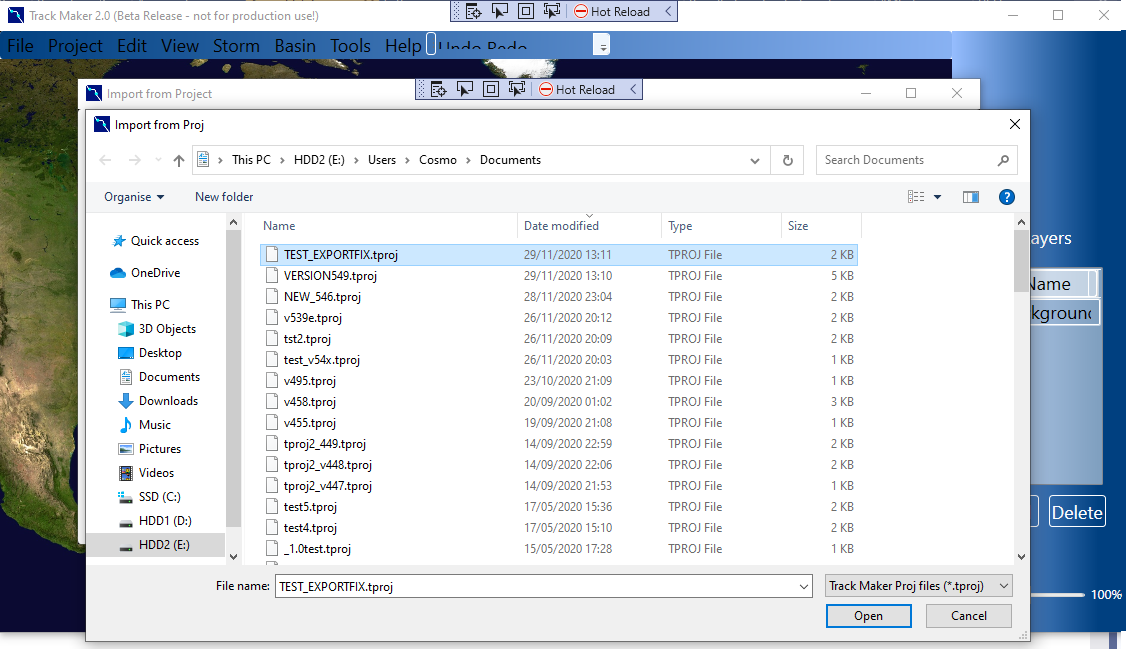 Track Maker 2.0 (Beta Release - not for production use!)
Hot Reload
File Project Edit View Storm Basin Tools Help Undo Redo
Import from Project
Hot Reload
Import from Proj
This PC > HDD2 (E:) > Users > Cosmo > Documents
Search Documents
Organise
New folder
Quick access
OneDrive
This PC
3D Objects
Desktop
Documents
Downloads
Music
Pictures
Videos
SSD (C:)
HDD1 (D:)
HDD2 (E:)
Name Date modified Type Size
TEST_EXPORTFIX.tproj 29/11/2020 13:11 TPROJ File 2 KB
VERSION549.tproj 29/11/2020 13:10 TPROJ File 5 KB
NEW_546.tproj 28/11/2020 23:04 TPROJ File 2 KB
v539e.tproj 26/11/2020 20:12 TPROJ File 2 KB
tst2.tproj 26/11/2020 20:09 TPROJ File 2 KB
test_v54x.tproj 26/11/2020 20:03 TPROJ File 1 KB
v495.tproj 23/10/2020 21:09 TPROJ File 1 KB
v458.tproj 20/09/2020 01:02 TPROJ File 3 KB
v455.tproj 19/09/2020 21:08 TPROJ File 1 KB
tproj2_449.tproj 14/09/2020 22:59 TPROJ File 2 KB
tproj2_v448.tproj 14/09/2020 22:06 TPROJ File 2 KB
tproj2_v447.tproj 14/09/2020 21:53 TPROJ File 1 KB
test5.tproj 17/05/2020 15:36 TPROJ File 2 KB
test4.tproj 17/05/2020 15:10 TPROJ File 2 KB
_1.0test.tproj 15/05/2020 17:28 TPROJ File 1 KB
File name: TEST_EXPORTFIX.tproj
Track Maker Proj files (*.tproj)
Open
Cancel
ayers
Name
kground
Delete
100%